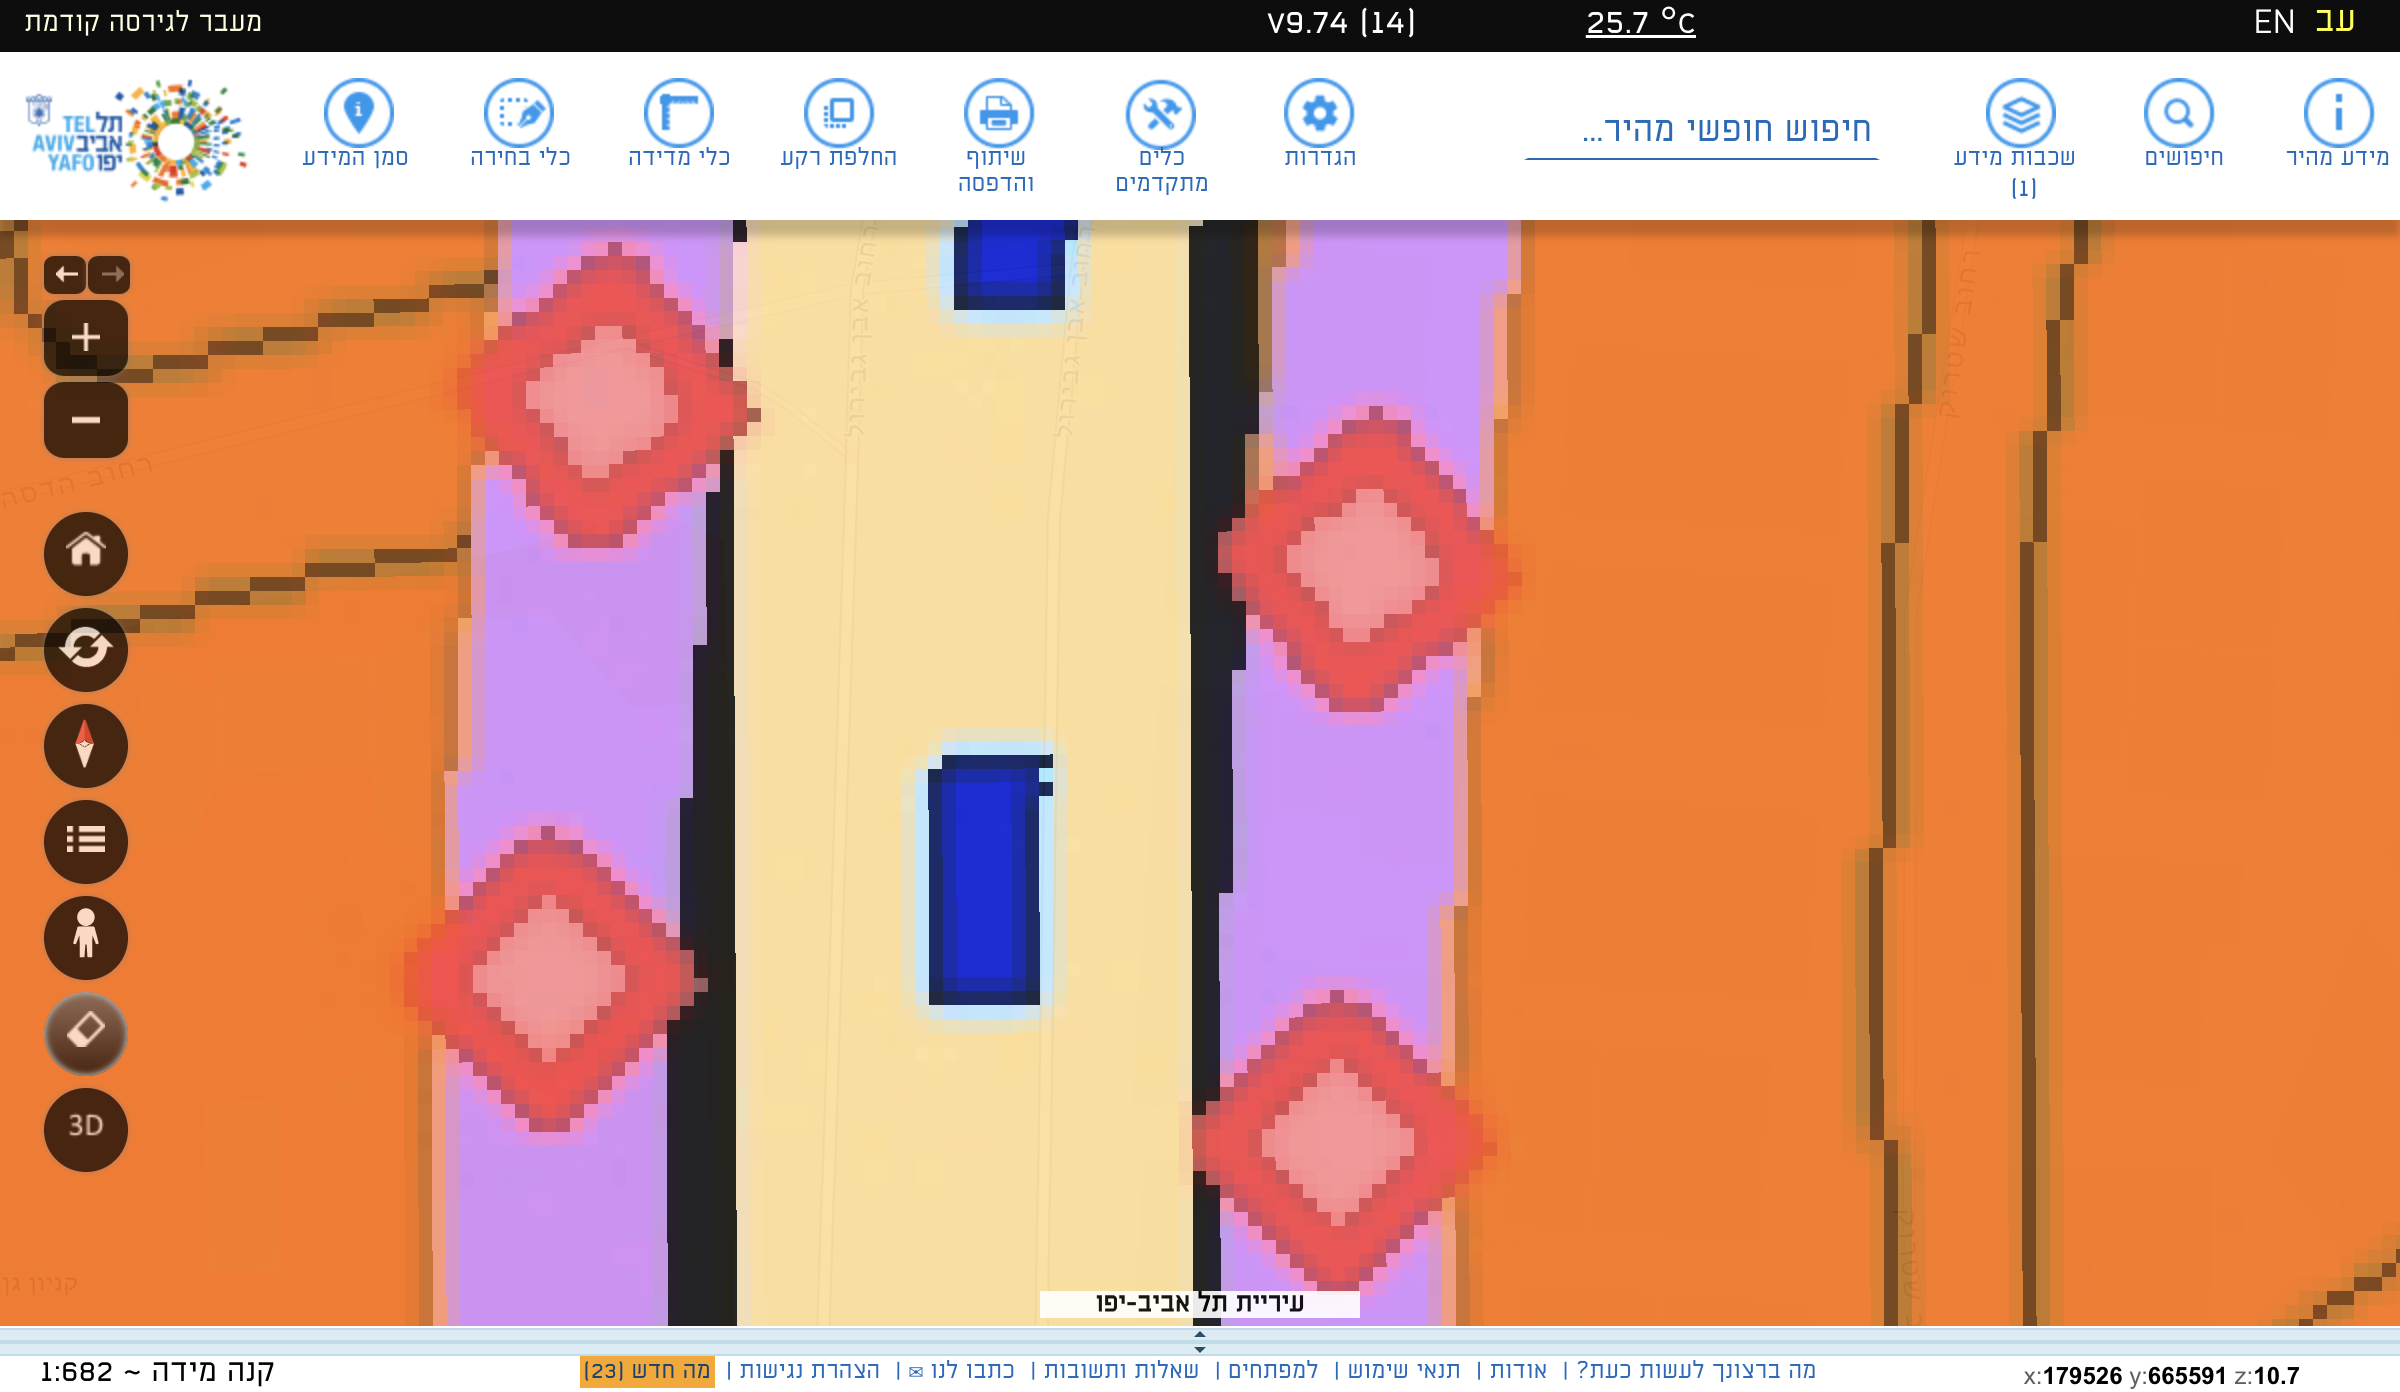 מעבר לגירסה קודמת
V9.74 (14)
25.7 °C
EN עב
תל TEL
אביב AVIV
יפו YAFO
סמן המידע
כלי בחירה
כלי מדידה
החלפת רקע
שיתוף
והדפסה
כלים
מתקדמים
הגדרות
חיפוש חופשי מהיר...
שכבות מידע
(1)
חיפושים
מידע מהיר
רחוב אבן גבירול
רחוב אבן גבירול
רחוב שטרוק
רחוב הדסה
3D
קניון גן
עיריית תל אביב-יפו
קנה מידה ~ 1:682
מה ברצונך לעשות כעת? | אודות | תנאי שימוש | למפתחים | שאלות ותשובות | כתבו לנו ✉ | הצהרת נגישות | מה חדש (23)
x:179526 y:665591 z:10.7